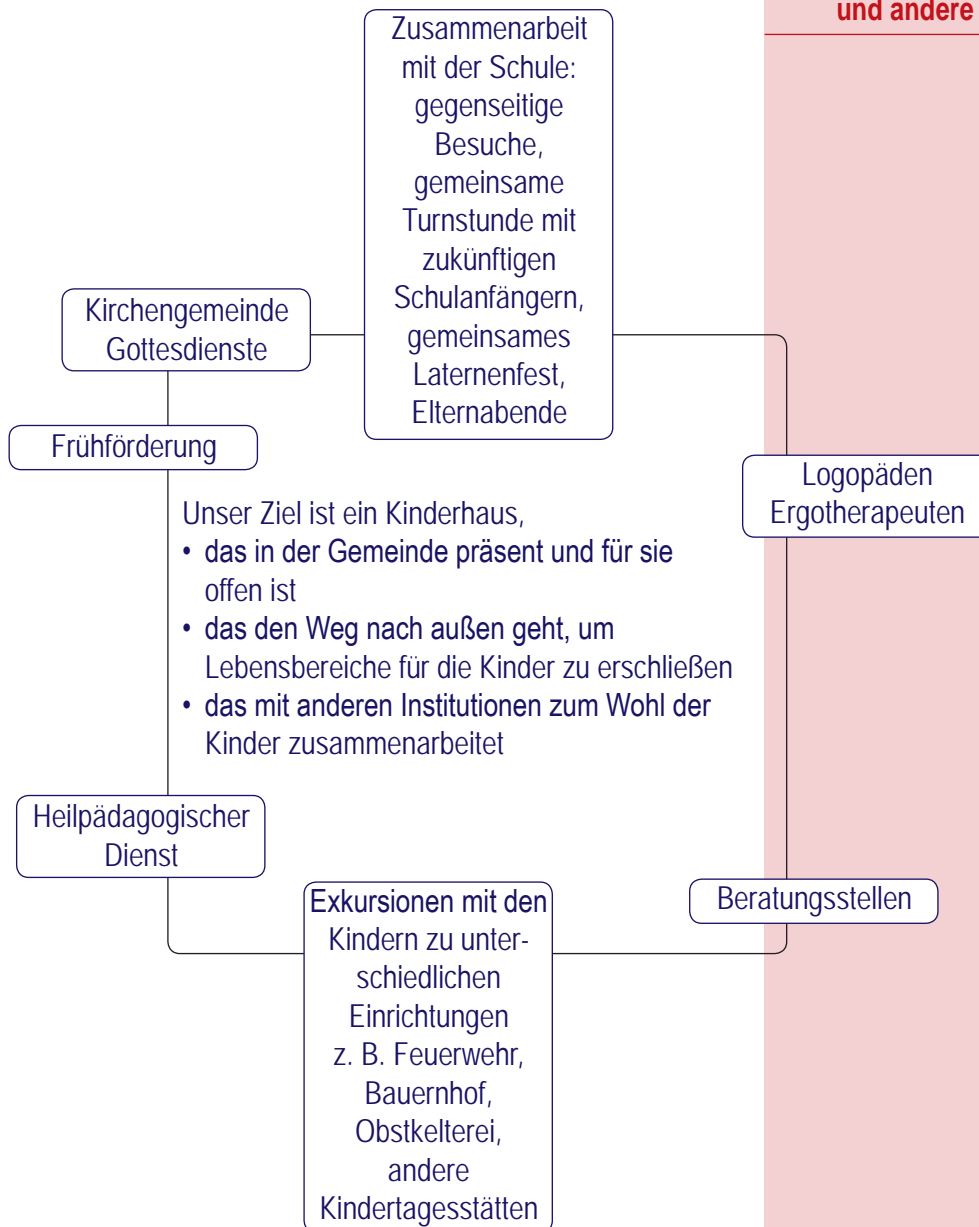 und andere
Zusammenarbeit
mit der Schule:
gegenseitige
Besuche,
gemeinsame
Turnstunde mit
zukünftigen
Schulanfängern,
gemeinsames
Laternenfest,
Elternabende
Kirchengemeinde
Gottesdienste
Frühförderung
Logopäden
Ergotherapeuten
Unser Ziel ist ein Kinderhaus,
• das in der Gemeinde präsent und für sie
offen ist
• das den Weg nach außen geht, um
Lebensbereiche für die Kinder zu erschließen
• das mit anderen Institutionen zum Wohl der
Kinder zusammenarbeitet
Heilpädagogischer
Dienst
Beratungsstellen
Exkursionen mit den
Kindern zu unter-
schiedlichen
Einrichtungen
z. B. Feuerwehr,
Bauernhof,
Obstkelterei,
andere
Kindertagesstätten